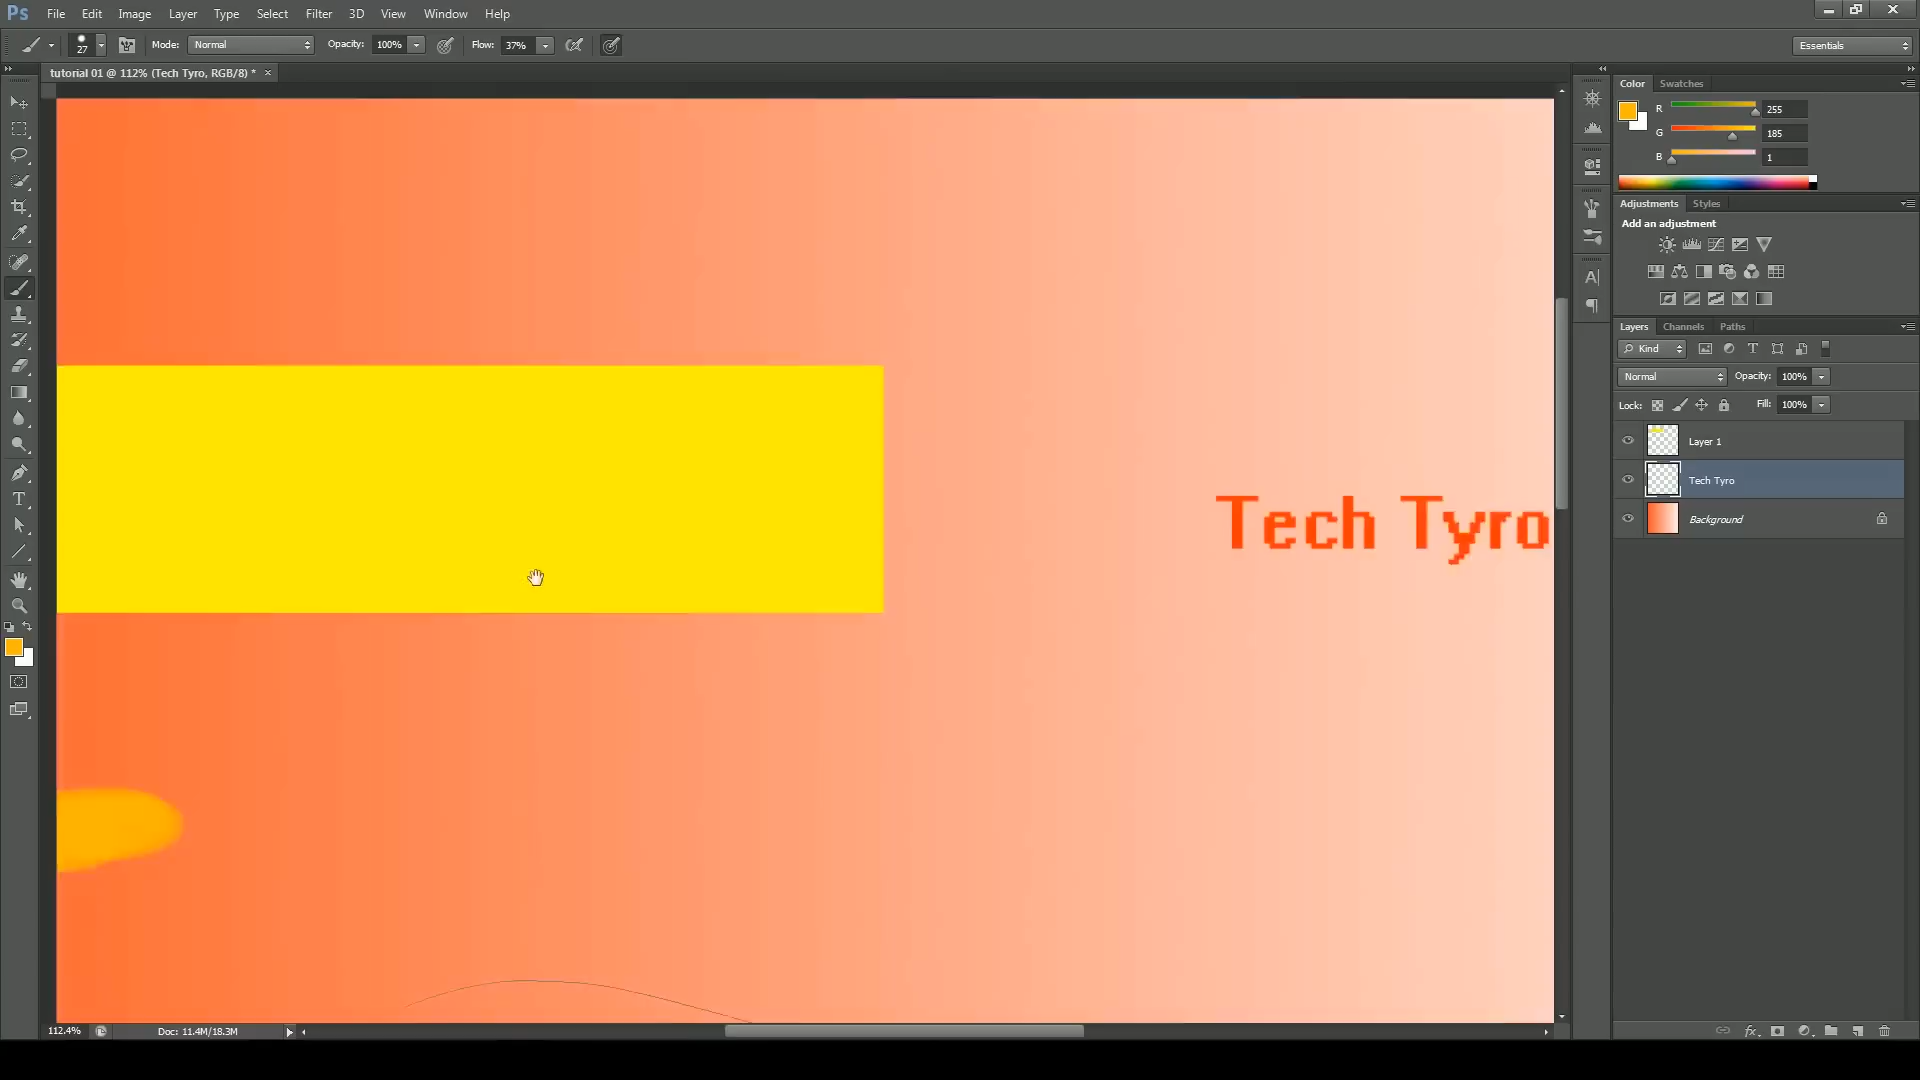 Ps File Edit Image Layer Type Select Filter 3D View Window Help
27 Mode: Normal Opacity: 100% Flow: 37% Essentials
tutorial 01 @ 112% (Tech Tyro, RGB/8) * ×
Color Swatches
R 255
G 185
B 1
Adjustments Styles
Add an adjustment
Layers Channels Paths
Kind
Normal Opacity: 100%
Lock: Fill: 100%
Layer 1
Tech Tyro
Background
Tech Tyro
112.4% Doc: 11.4M/18.3M